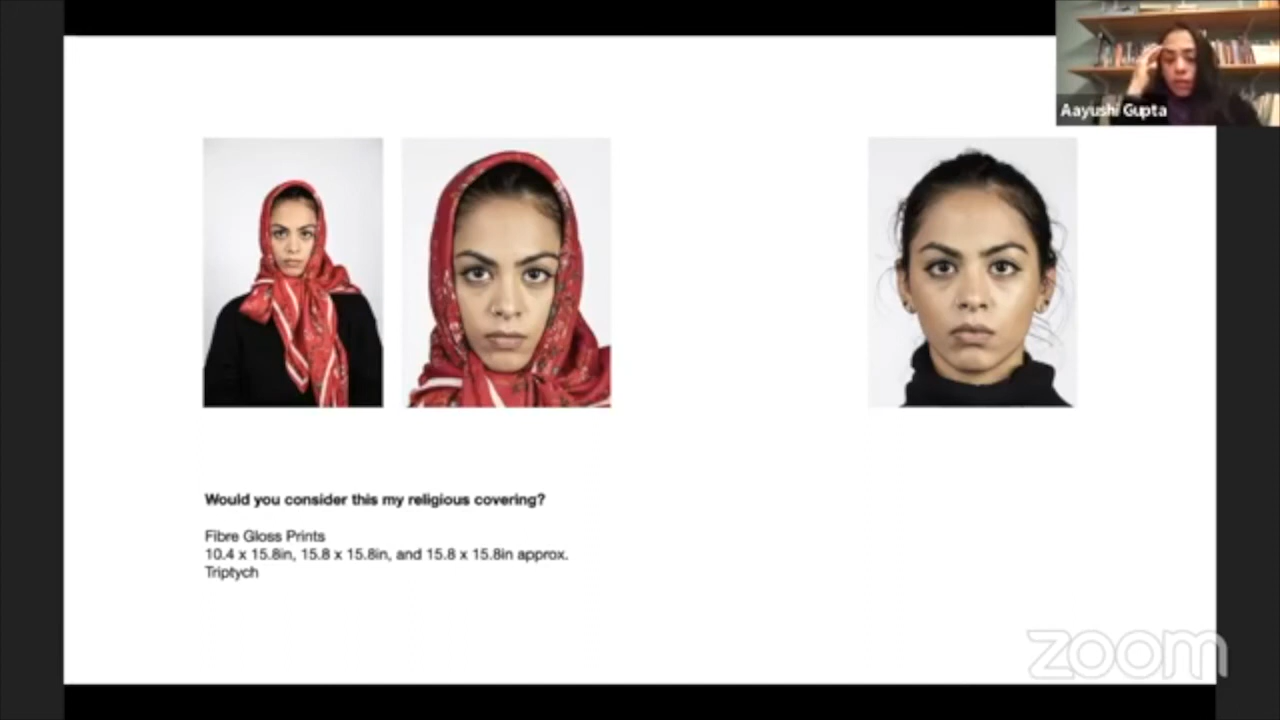 Aayushi Gupta
Would you consider this my religious covering?
Fibre Gloss Prints
10.4 x 15.8in, 15.8 x 15.8in, and 15.8 x 15.8in approx.
Triptych
zoom